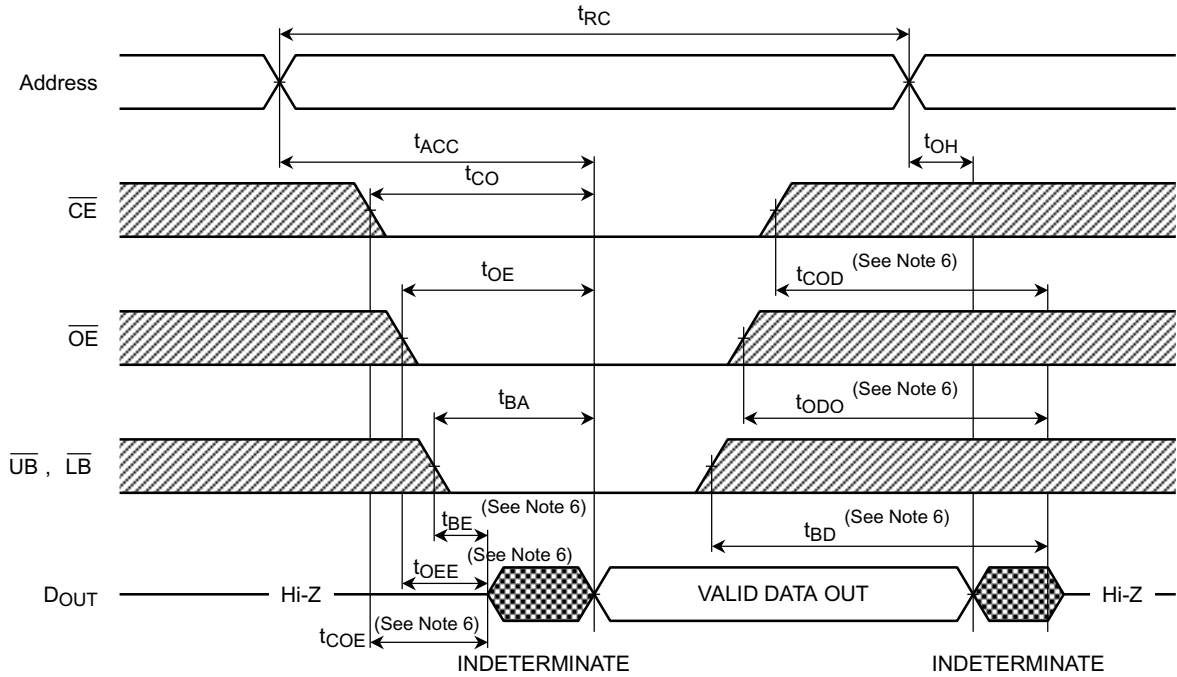 tRC
Address
tACC
tOH
tCO
CE
tOE
tCOD (See Note 6)
OE
tBA
tODO (See Note 6)
UB , LB
tBE (See Note 6)
tBD (See Note 6)
tOEE (See Note 6)
DOUT
Hi-Z
VALID DATA OUT
Hi-Z
tCOE (See Note 6)
INDETERMINATE
INDETERMINATE